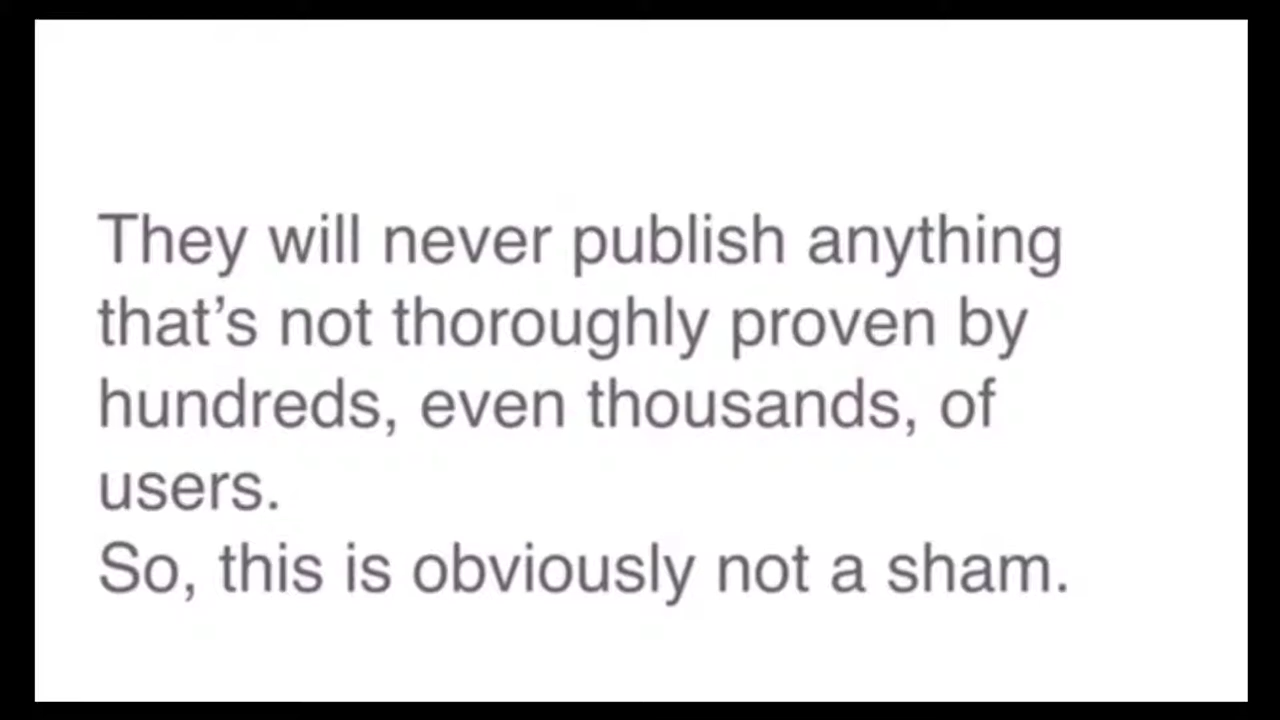 They will never publish anything
that’s not thoroughly proven by
hundreds, even thousands, of
users.
So, this is obviously not a sham.